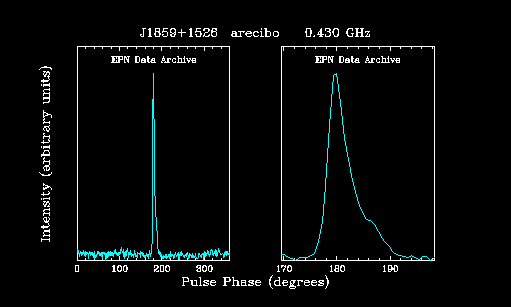 J1859+1526 arecibo 0.430 GHz
EPN Data Archive EPN Data Archive
Intensity (arbitrary units)
0 100 200 300 170 180 190
Pulse Phase (degrees)